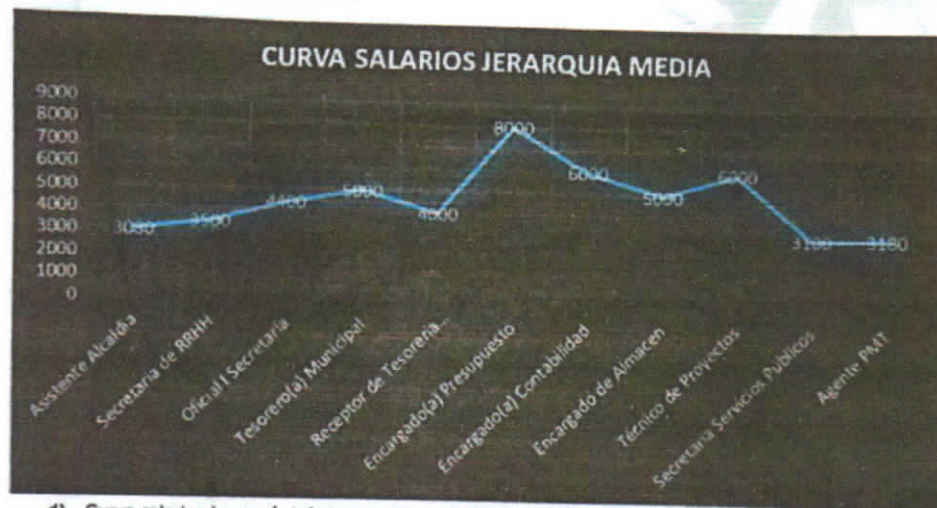 CURVA SALARIOS JERARQUIA MEDIA
9000
8000
7000
6000
5000
4000
3000
2000
1000
0
3000
3500
4400
5000
4000
8000
6000
5000
6000
3100
3100
Asistente Alcaldia
Secretaria de RRHH
Oficial I Secretaria
Tesorero(a) Municipal
Receptor de Tesoreria...
Encargado(a) Presupuesto
Encargado(a) Contabilidad
Encargado de Almacen
Técnico de Proyectos
Secretaria Servicios Publicos
Agente PMT